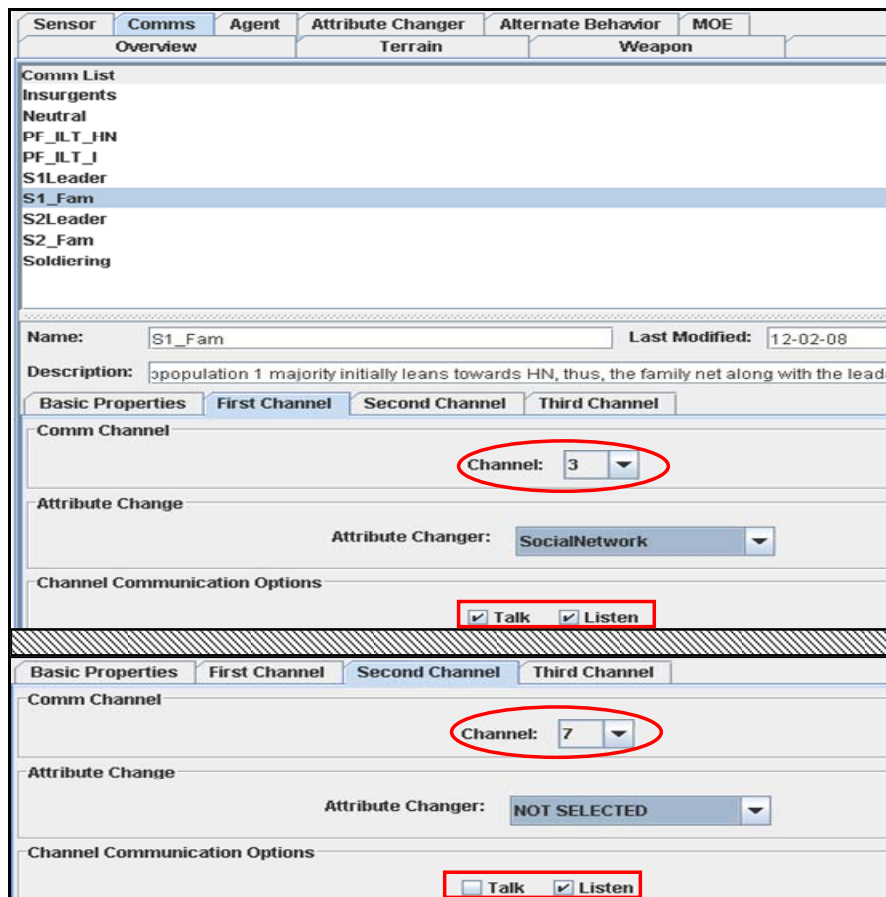 Sensor Comms Agent Attribute Changer Alternate Behavior MOE
Overview Terrain Weapon
Comm List
Insurgents
Neutral
PF_ILT_HN
PF_ILT_I
S1Leader
S1_Fam
S2Leader
S2_Fam
Soldiering
Name: S1_Fam Last Modified: 12-02-08
Description: opopulation 1 majority initially leans towards HN, thus, the family net along with the lead
Basic Properties First Channel Second Channel Third Channel
Comm Channel
Channel: 3
Attribute Change
Attribute Changer: SocialNetwork
Channel Communication Options
Talk Listen
Basic Properties First Channel Second Channel Third Channel
Comm Channel
Channel: 7
Attribute Change
Attribute Changer: NOT SELECTED
Channel Communication Options
Talk Listen